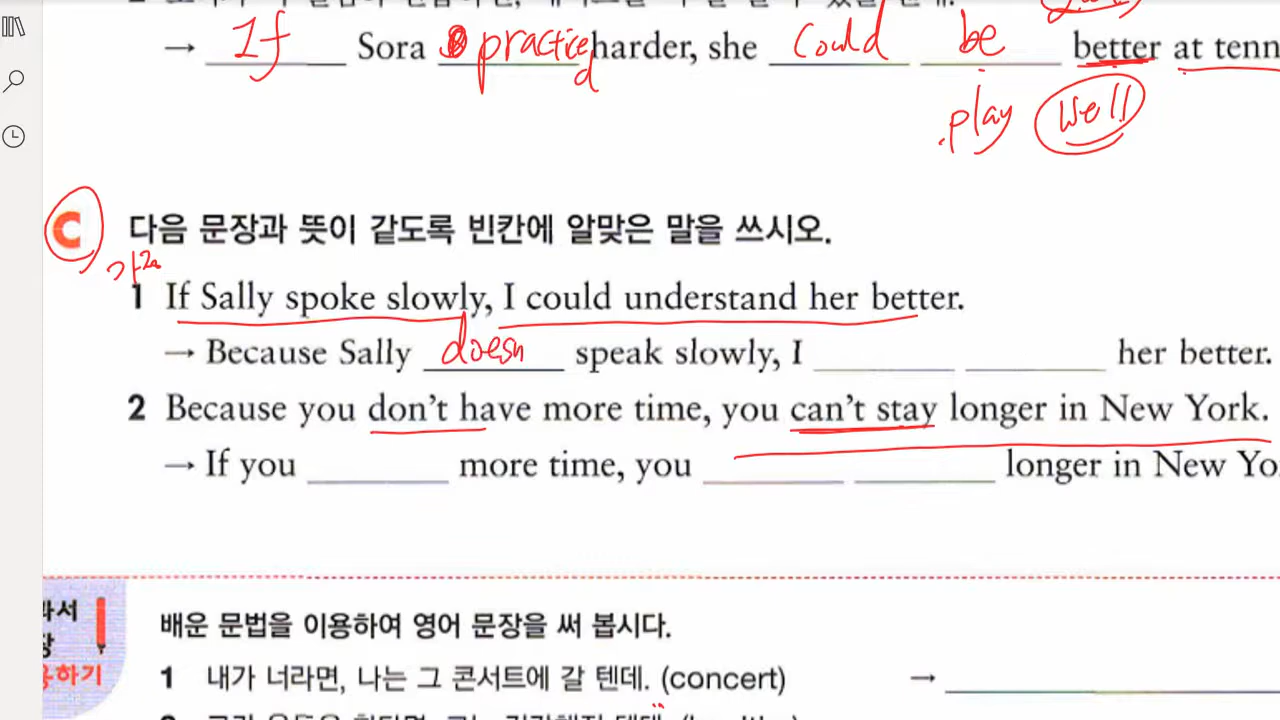 → If Sora practiced harder, she could be better at tenn
play well
C 다음 문장과 뜻이 같도록 빈칸에 알맞은 말을 쓰시오.
1 If Sally spoke slowly, I could understand her better.
→ Because Sally doesn speak slowly, I ____ ____ her better.
2 Because you don't have more time, you can't stay longer in New York.
→ If you ____ more time, you ____ ____ longer in New Yo
배운 문법을 이용하여 영어 문장을 써 봅시다.
1 내가 너라면, 나는 그 콘서트에 갈 텐데. (concert) →